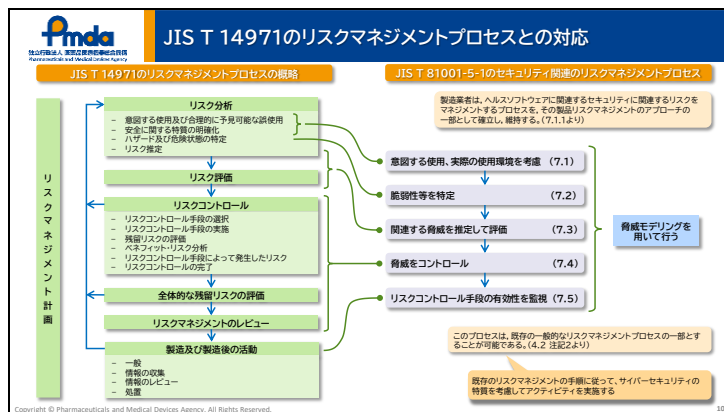 Pmda
独立行政法人 医薬品医療機器総合機構
Pharmaceuticals and Medical Devices Agency
JIS T 14971のリスクマネジメントプロセスとの対応
JIS T 14971のリスクマネジメントプロセスの概略
リスクマネジメント計画
リスク分析
− 意図する使用及び合理的に予見可能な誤使用
− 安全に関する特質の明確化
− ハザード及び危険状態の特定
− リスク推定
リスク評価
リスクコントロール
− リスクコントロール手段の選択
− リスクコントロール手段の実施
− 残留リスクの評価
− ベネフィット・リスク分析
− リスクコントロール手段によって発生したリスク
− リスクコントロールの完了
全体的な残留リスクの評価
リスクマネジメントのレビュー
製造及び製造後の活動
− 一般
− 情報の収集
− 情報のレビュー
− 処置
JIS T 81001-5-1のセキュリティ関連のリスクマネジメントプロセス
製造業者は、ヘルスソフトウェアに関連するセキュリティに関連するリスクを
マネジメントするプロセスを、その製品リスクマネジメントのアプローチの
一部として確立し、維持する。(7.1.1より)
意図する使用、実際の使用環境を考慮 (7.1)
脆弱性等を特定 (7.2)
関連する脅威を推定して評価 (7.3)
脅威をコントロール (7.4)
リスクコントロール手段の有効性を監視 (7.5)
脅威モデリングを
用いて行う
このプロセスは、既存の一般的なリスクマネジメントプロセスの一部とす
ることが可能である。(4.2 注記2より)
既存のリスクマネジメントの手順に従って、サイバーセキュリティの
特質を考慮してアクティビティを実施する
Copyright © Pharmaceuticals and Medical Devices Agency. All Rights Reserved.
10